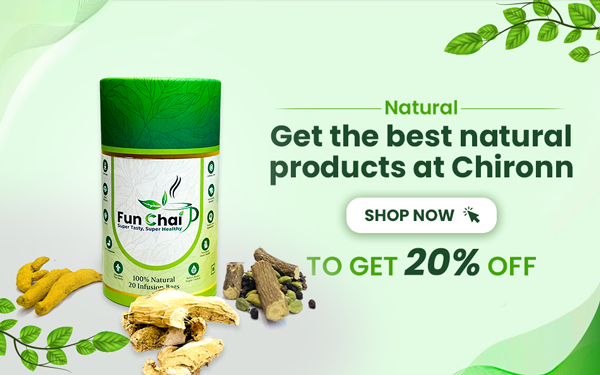 Natural
Get the best natural
products at Chironn
SHOP NOW
TO GET 20% OFF
Fun Chai
Super Tasty, Super Healthy
100% Natural
20 Infusion Bags